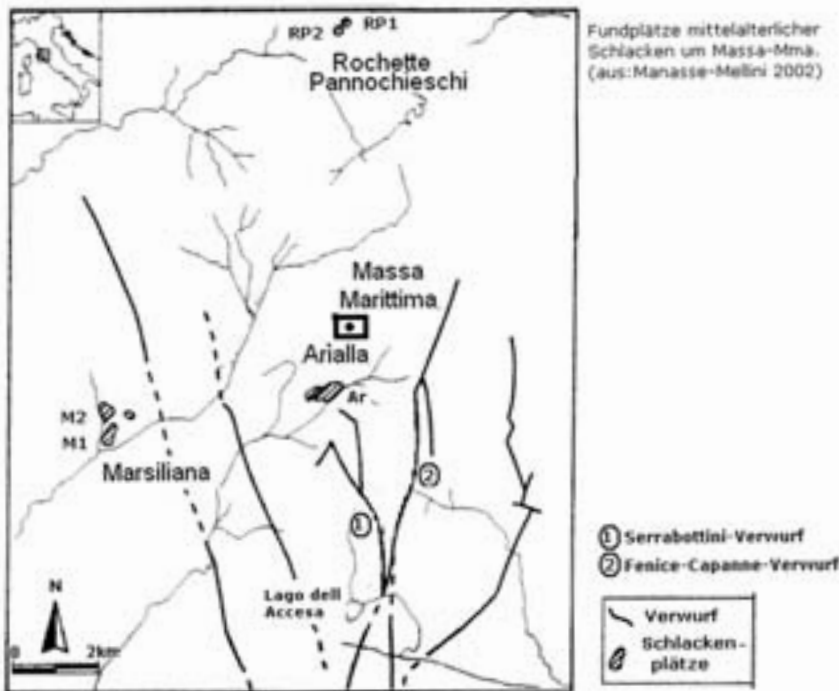 RP1
RP2
Rochette
Pannochieschi
Fundplätze mittelalterlicher
Schlacken um Massa-Mma.
(aus:Manasse-Mellini 2002)
Massa
Marittima
Arialla
Ar
M2
M1
Marsiliana
2
1
Lago dell
Accesa
N
0 2km
1 Serrabottini-Verwurf
2 Fenice-Capanne-Verwurf
Verwurf
Schlacken-
plätze